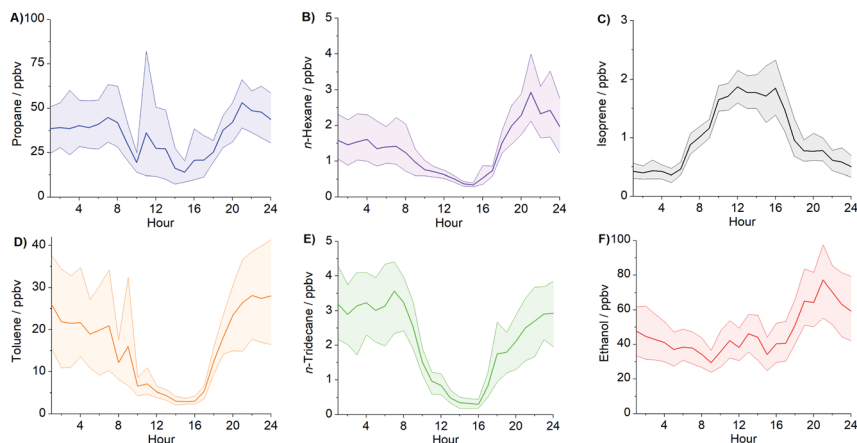 A) 100
75
50
25
0
Propane / ppbv
4 8 12 16 20 24
Hour
B) 5
4
3
2
1
0
n-Hexane / ppbv
4 8 12 16 20 24
Hour
C) 3
2
1
0
Isoprene / ppbv
4 8 12 16 20 24
Hour
D) 40
30
20
10
0
Toluene / ppbv
4 8 12 16 20 24
Hour
E) 5
4
3
2
1
0
n-Tridecane / ppbv
4 8 12 16 20 24
Hour
F) 100
80
60
40
20
0
Ethanol / ppbv
4 8 12 16 20 24
Hour